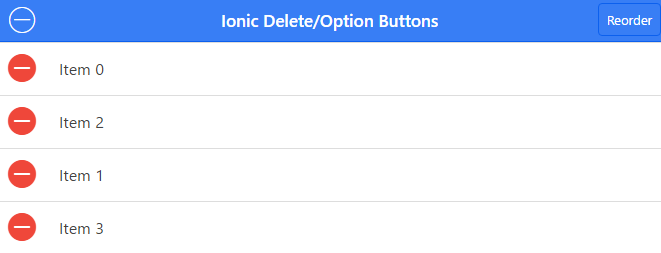 Ionic Delete/Option Buttons
Reorder
Item 0
Item 2
Item 1
Item 3